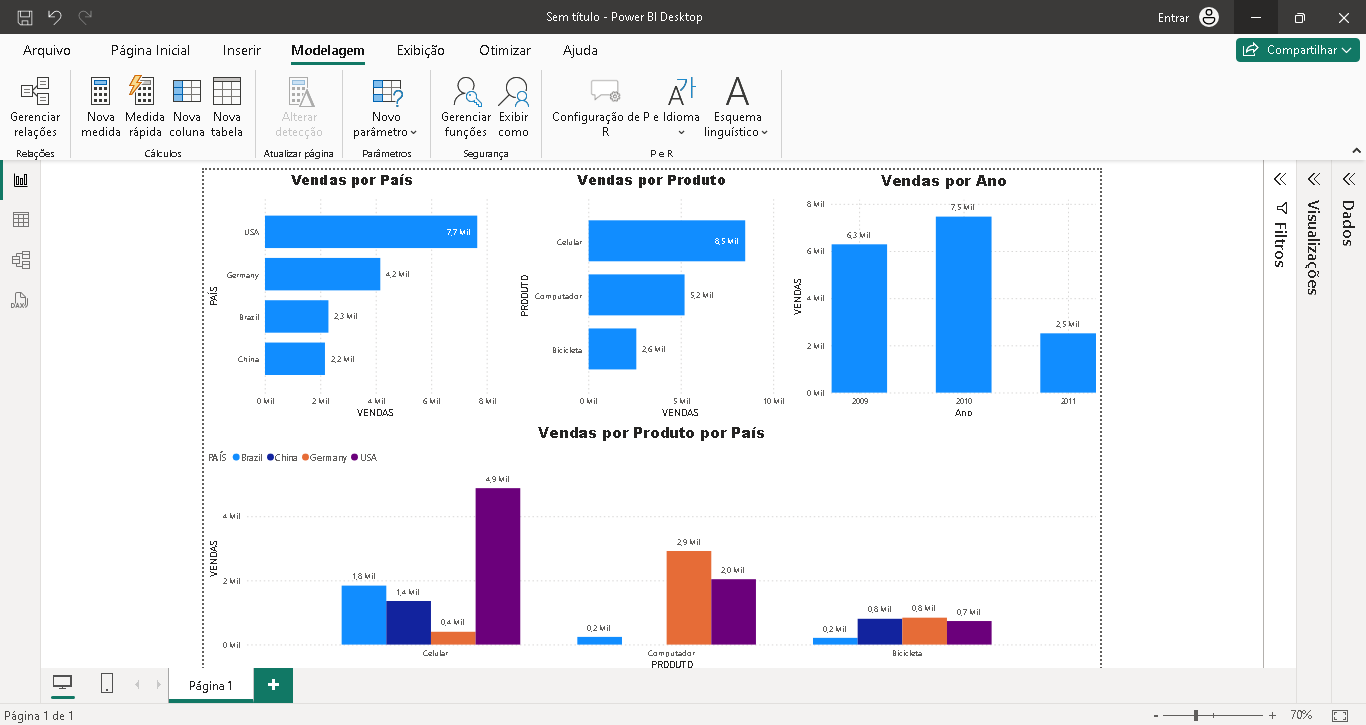 Sem título - Power BI Desktop
Entrar
Arquivo
Página Inicial
Inserir
Modelagem
Exibição
Otimizar
Ajuda
Compartilhar
Gerenciar
relações
Nova
medida
Medida
rápida
Nova
coluna
Nova
tabela
Alterar
detecção
Novo
parâmetro
Gerenciar
funções
Exibir
como
Configuração de P e
R
Idioma
Esquema
linguístico
Relações
Cálculos
Atualizar página
Parâmetros
Segurança
P e R
DAX
Vendas por País
PAÍS
USA
7,7 Mil
Germany
4,2 Mil
Brazil
2,3 Mil
China
2,2 Mil
0 Mil 2 Mil 4 Mil 6 Mil 8 Mil
VENDAS
Vendas por Produto
PRODUTO
Celular
8,5 Mil
Computador
5,2 Mil
Bicicleta
2,6 Mil
0 Mil 5 Mil 10 Mil
VENDAS
Vendas por Ano
VENDAS
8 Mil
6 Mil
4 Mil
2 Mil
0 Mil
6,3 Mil
7,5 Mil
2,5 Mil
2009 2010 2011
Ano
Vendas por Produto por País
PAÍS Brazil China Germany USA
VENDAS
4 Mil
2 Mil
0 Mil
1,8 Mil
1,4 Mil
0,4 Mil
4,9 Mil
0,2 Mil
2,9 Mil
2,0 Mil
0,2 Mil
0,8 Mil
0,8 Mil
0,7 Mil
Celular Computador Bicicleta
PRODUTO
Filtros
Visualizações
Dados
Página 1
Página 1 de 1
70%